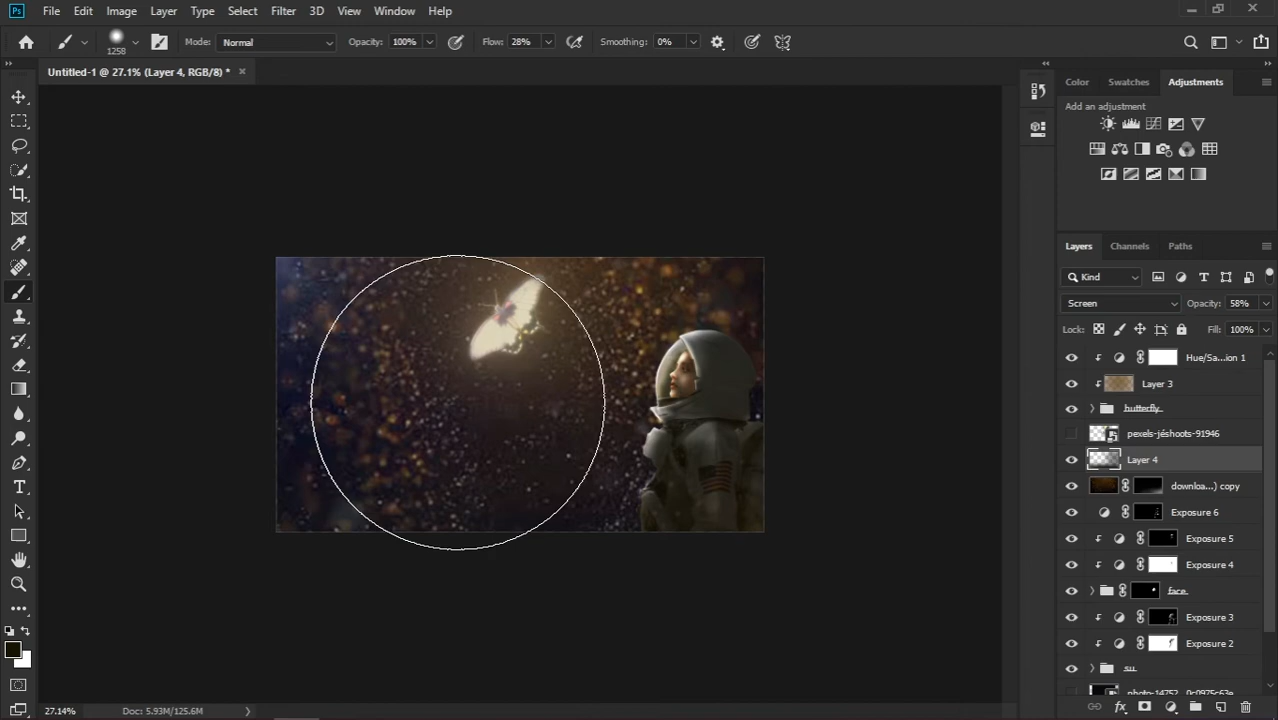 Ps File Edit Image Layer Type Select Filter 3D View Window Help
1258 Mode: Normal Opacity: 100% Flow: 28% Smoothing: 0%
Untitled-1 @ 27.1% (Layer 4, RGB/8) *
Color Swatches Adjustments
Add an adjustment
Layers Channels Paths
Kind
Screen Opacity: 58%
Lock: Fill: 100%
Hue/Sa...ion 1
Layer 3
butterfly
pexels-jéshoots-91946
Layer 4
downloa...) copy
Exposure 6
Exposure 5
Exposure 4
face
Exposure 3
Exposure 2
photo-14752...0c0975c63e
27.14% Doc: 5.93M/125.6M